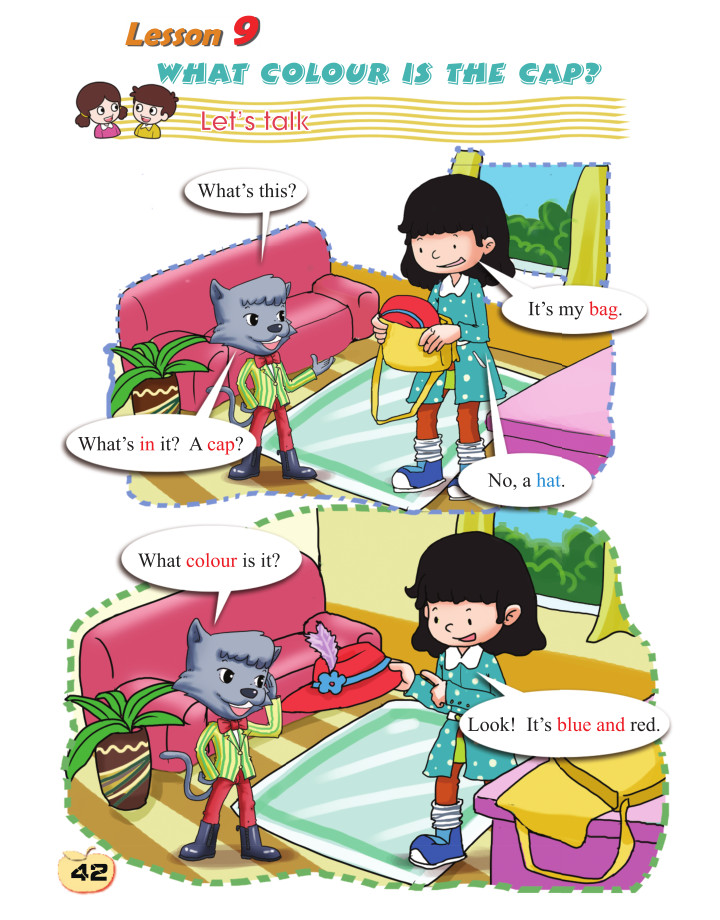 Lesson 9
WHAT COLOUR IS THE CAP?
Let's talk
What's this?
It's my bag.
What's in it? A cap?
No, a hat.
What colour is it?
Look! It's blue and red.
42